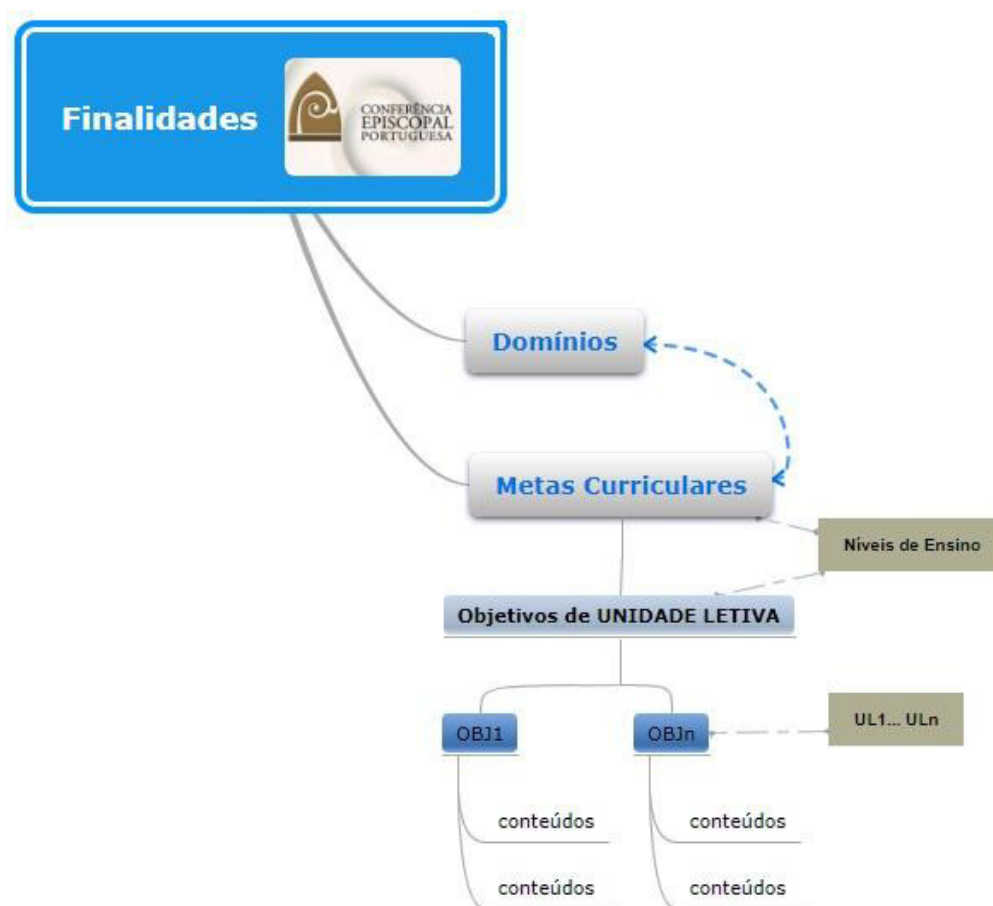 Finalidades
CONFERÊNCIA
EPISCOPAL
PORTUGUESA
Domínios
Metas Curriculares
Níveis de Ensino
Objetivos de UNIDADE LETIVA
UL1... ULn
OBJ1
OBJn
conteúdos
conteúdos
conteúdos
conteúdos